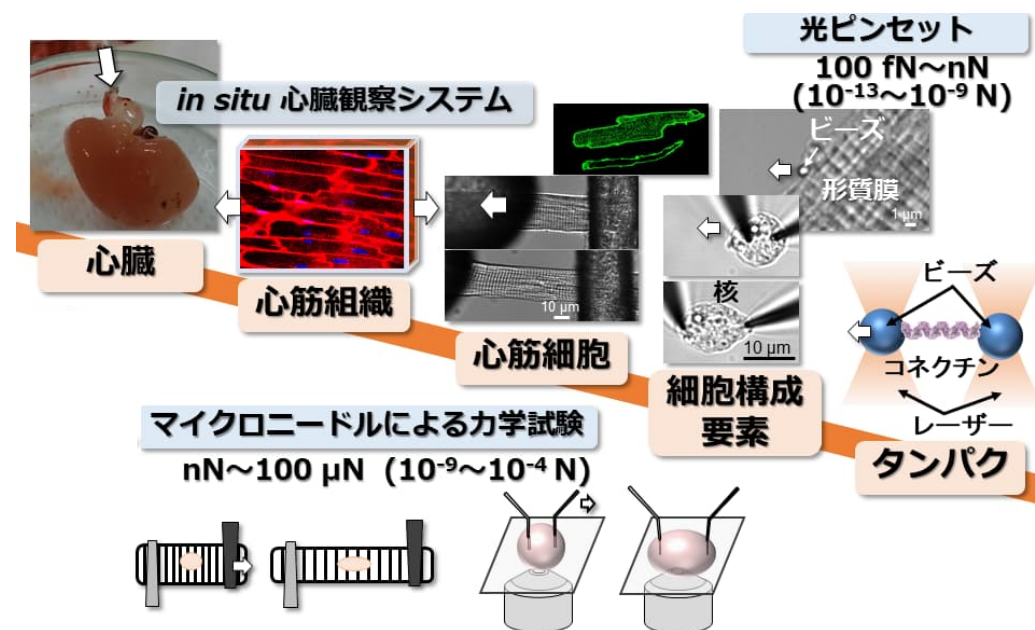 光ピンセット
100 fN～nN
(10⁻¹³～10⁻⁹ N)
in situ 心臓観察システム
ビーズ
形質膜
1 μm
心臓
心筋組織
10 μm
心筋細胞
核
10 μm
細胞構成
要素
ビーズ
コネクチン
レーザー
タンパク
マイクロニードルによる力学試験
nN～100 μN (10⁻⁹～10⁻⁴ N)